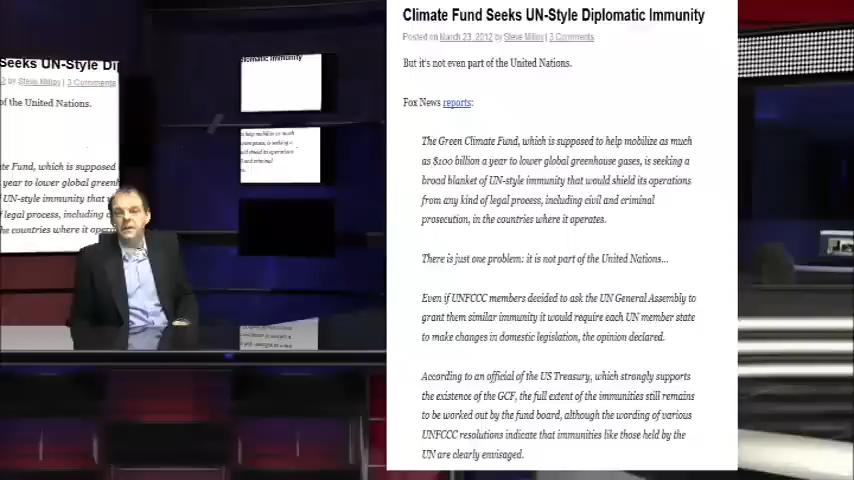 Climate Fund Seeks UN-Style Diplomatic Immunity
Posted on March 23, 2012 by Steve Milloy | 3 Comments
But it's not even part of the United Nations.
Fox News reports:
The Green Climate Fund, which is supposed to help mobilize as much
as $100 billion a year to lower global greenhouse gases, is seeking a
broad blanket of UN-style immunity that would shield its operations
from any kind of legal process, including civil and criminal
prosecution, in the countries where it operates.
There is just one problem: it is not part of the United Nations...
Even if UNFCCC members decided to ask the UN General Assembly to
grant them similar immunity it would require each UN member state
to make changes in domestic legislation, the opinion declared.
According to an official of the US Treasury, which strongly supports
the existence of the GCF, the full extent of the immunities still remains
to be worked out by the fund board, although the wording of various
UNFCCC resolutions indicate that immunities like those held by the
UN are clearly envisaged.
Seeks UN-Style Di
2 by Steve Milloy | 3 Comments
of the United Nations.
ate Fund, which is supposed
a year to lower global greenh
UN-style immunity that w
legal process, including c
he countries where it opera